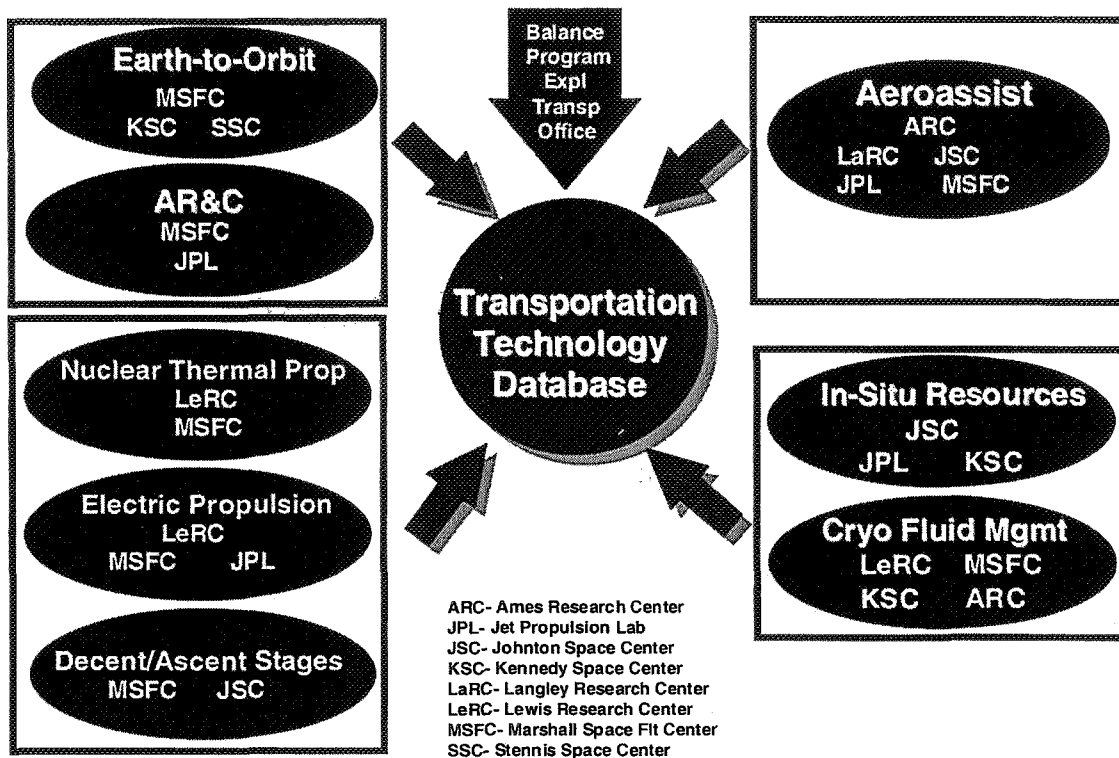 Earth-to-Orbit
MSFC
KSC SSC
AR&C
MSFC
JPL
Nuclear Thermal Prop
LeRC
MSFC
Electric Propulsion
LeRC
MSFC JPL
Decent/Ascent Stages
MSFC JSC
Balance
Program
Expl
Transp
Office
Transportation
Technology
Database
ARC- Ames Research Center
JPL- Jet Propulsion Lab
JSC- Johnton Space Center
KSC- Kennedy Space Center
LaRC- Langley Research Center
LeRC- Lewis Research Center
MSFC- Marshall Space Flt Center
SSC- Stennis Space Center
Aeroassist
ARC
LaRC JSC
JPL MSFC
In-Situ Resources
JSC
JPL KSC
Cryo Fluid Mgmt
LeRC MSFC
KSC ARC